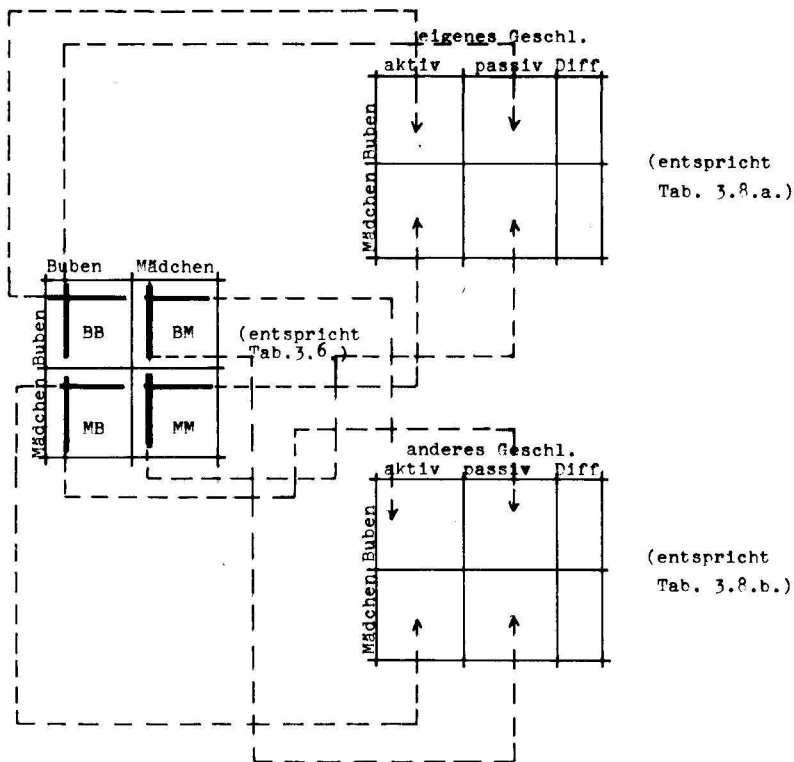 eigenes Geschl.
aktiv passiv Diff
Buben
Mädchen
(entspricht
Tab. 3.8.a.)
Buben Mädchen
Buben
Mädchen
BB BM
MB MM
(entspricht
Tab.3.6.)
anderes Geschl.
aktiv passiv Diff
Buben
Mädchen
(entspricht
Tab. 3.8.b.)